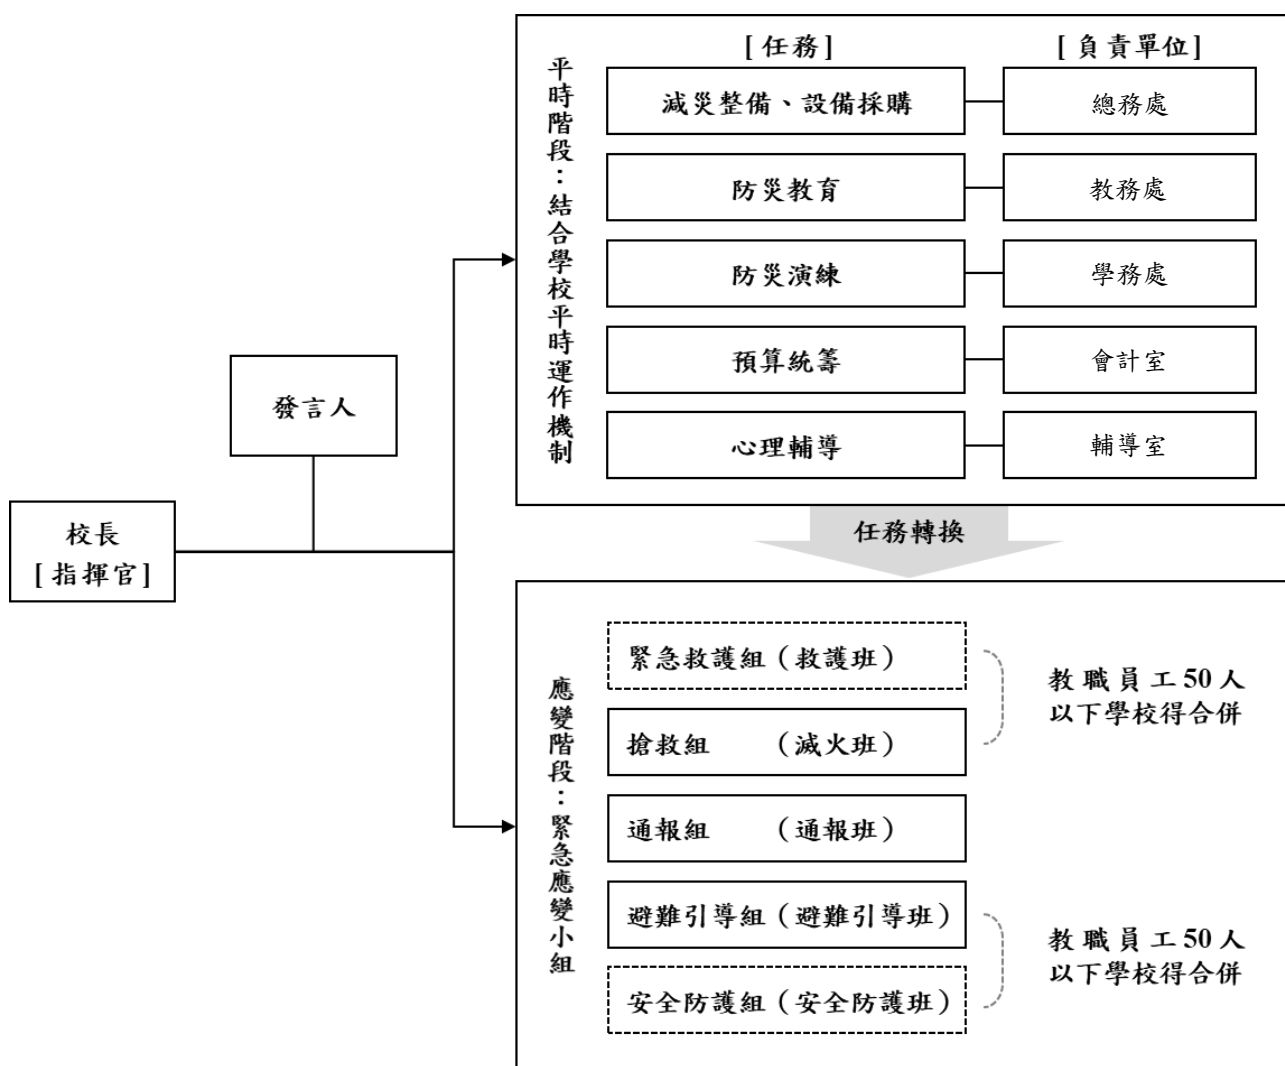 校長
[指揮官]
發言人
平時階段：結合學校平時運作機制
[任務]
[負責單位]
減災整備、設備採購
總務處
防災教育
教務處
防災演練
學務處
預算統籌
會計室
心理輔導
輔導室
任務轉換
應變階段：緊急應變小組
緊急救護組（救護班）
搶救組　　（滅火班）
教職員工50人
以下學校得合併
通報組　　（通報班）
避難引導組（避難引導班）
安全防護組（安全防護班）
教職員工50人
以下學校得合併